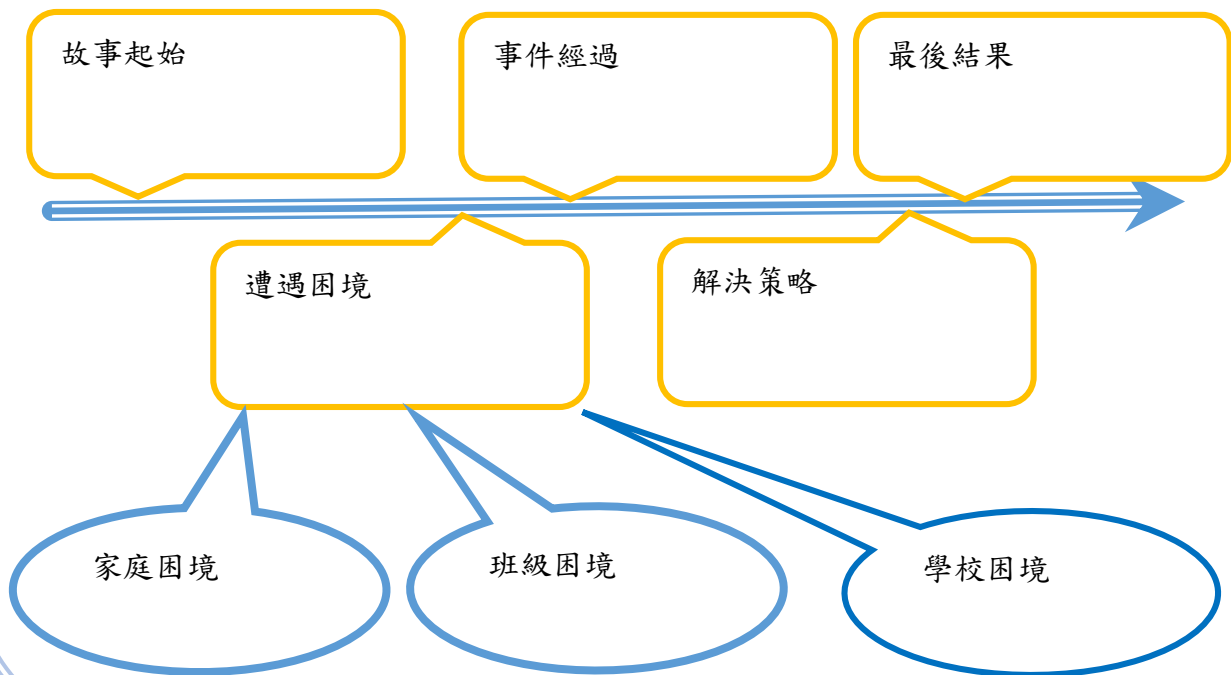 故事起始
事件經過
最後結果
遭遇困境
解決策略
家庭困境
班級困境
學校困境